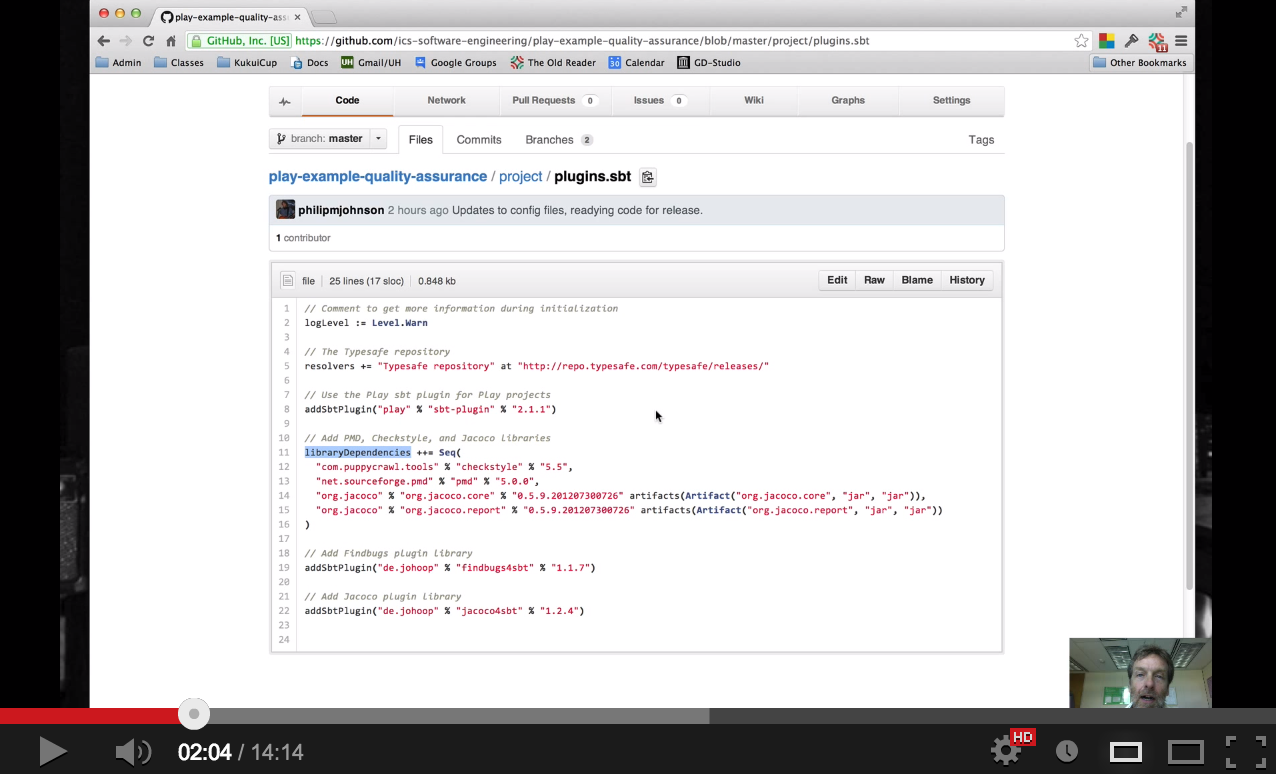 play-example-quality-ass
GitHub, Inc. [US] https://github.com/ics-software-engineering/play-example-quality-assurance/blob/master/project/plugins.sbt
11
Admin Classes KukuiCup Docs UH Gmail/UH Google Groups The Old Reader 30 Calendar GD-Studio Other Bookmarks
Code Network Pull Requests 0 Issues 0 Wiki Graphs Settings
branch: master Files Commits Branches 2 Tags
play-example-quality-assurance / project / plugins.sbt
philipmjohnson 2 hours ago Updates to config files, readying code for release.
1 contributor
file 25 lines (17 sloc) 0.848 kb Edit Raw Blame History
1 // Comment to get more information during initialization
2 logLevel := Level.Warn
3
4 // The Typesafe repository
5 resolvers += "Typesafe repository" at "http://repo.typesafe.com/typesafe/releases/"
6
7 // Use the Play sbt plugin for Play projects
8 addSbtPlugin("play" % "sbt-plugin" % "2.1.1")
9
10 // Add PMD, Checkstyle, and Jacoco libraries
11 libraryDependencies ++= Seq(
12 "com.puppycrawl.tools" % "checkstyle" % "5.5",
13 "net.sourceforge.pmd" % "pmd" % "5.0.0",
14 "org.jacoco" % "org.jacoco.core" % "0.5.9.201207300726" artifacts(Artifact("org.jacoco.core", "jar", "jar")),
15 "org.jacoco" % "org.jacoco.report" % "0.5.9.201207300726" artifacts(Artifact("org.jacoco.report", "jar", "jar"))
16 )
17
18 // Add Findbugs plugin library
19 addSbtPlugin("de.johoop" % "findbugs4sbt" % "1.1.7")
20
21 // Add Jacoco plugin library
22 addSbtPlugin("de.johoop" % "jacoco4sbt" % "1.2.4")
23
24
02:04 / 14:14 HD